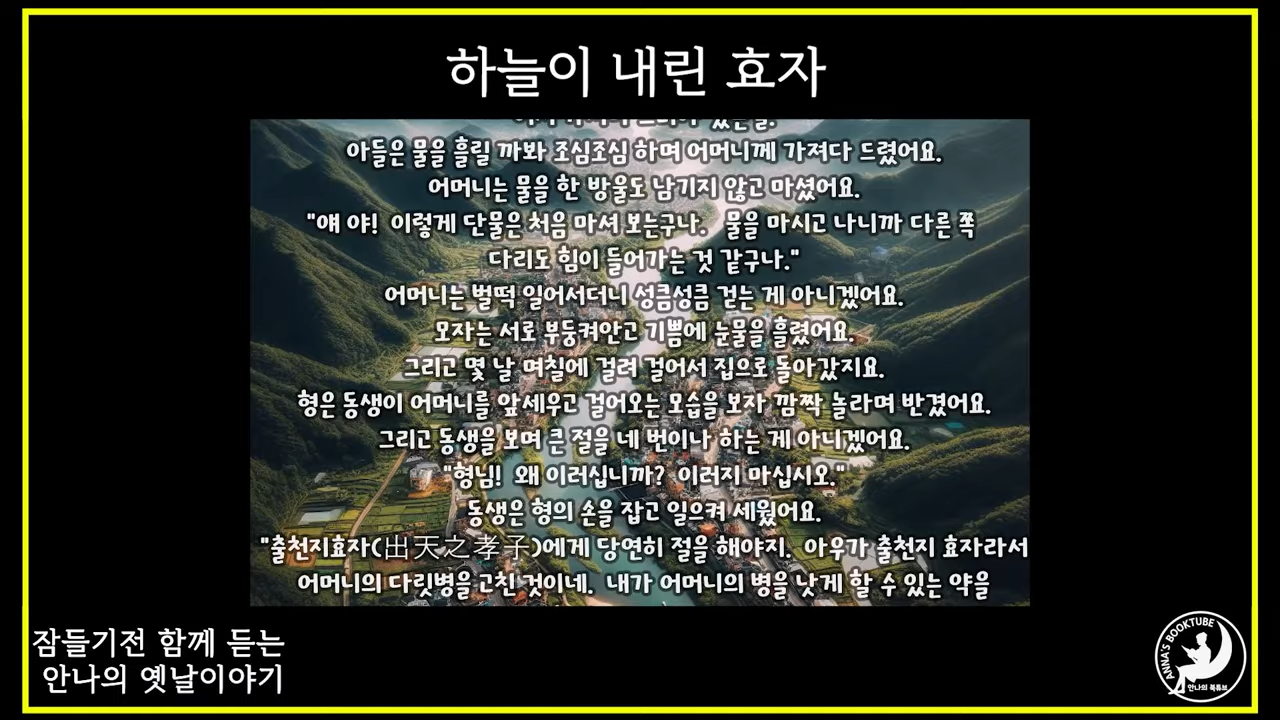 하늘이 내린 효자
아들은 물을 흘릴 까봐 조심조심 하며 어머니께 가져다 드렸어요.
어머니는 물을 한 방울도 남기지 않고 마셨어요.
"얘 야!  이렇게 단물은 처음 마셔 보는구나.   물을 마시고 나니까 다른 쪽
다리도 힘이 들어가는 것 같구나."
어머니는 벌떡 일어서더니 성큼성큼 걷는 게 아니겠어요.
모자는 서로 부둥켜안고 기쁨에 눈물을 흘렸어요.
그리고 몇 날 며칠에 걸려 걸어서 집으로 돌아갔지요.
형은 동생이 어머니를 앞세우고 걸어오는 모습을 보자 깜짝 놀라며 반겼어요.
그리고 동생을 보며 큰 절을 네 번이나 하는 게 아니겠어요.
"형님!  왜 이러십니까?  이러지 마십시오."
동생은 형의 손을 잡고 일으켜 세웠어요.
"출천지효자(出天之孝子)에게 당연히 절을 해야지.  아우가 출천지 효자라서
어머니의 다릿병을 고친 것이네.  내가 어머니의 병을 낫게 할 수 있는 약을
잠들기전 함께 듣는
안나의 옛날이야기
ANNA'S BOOKTUBE
안나의 북튜브